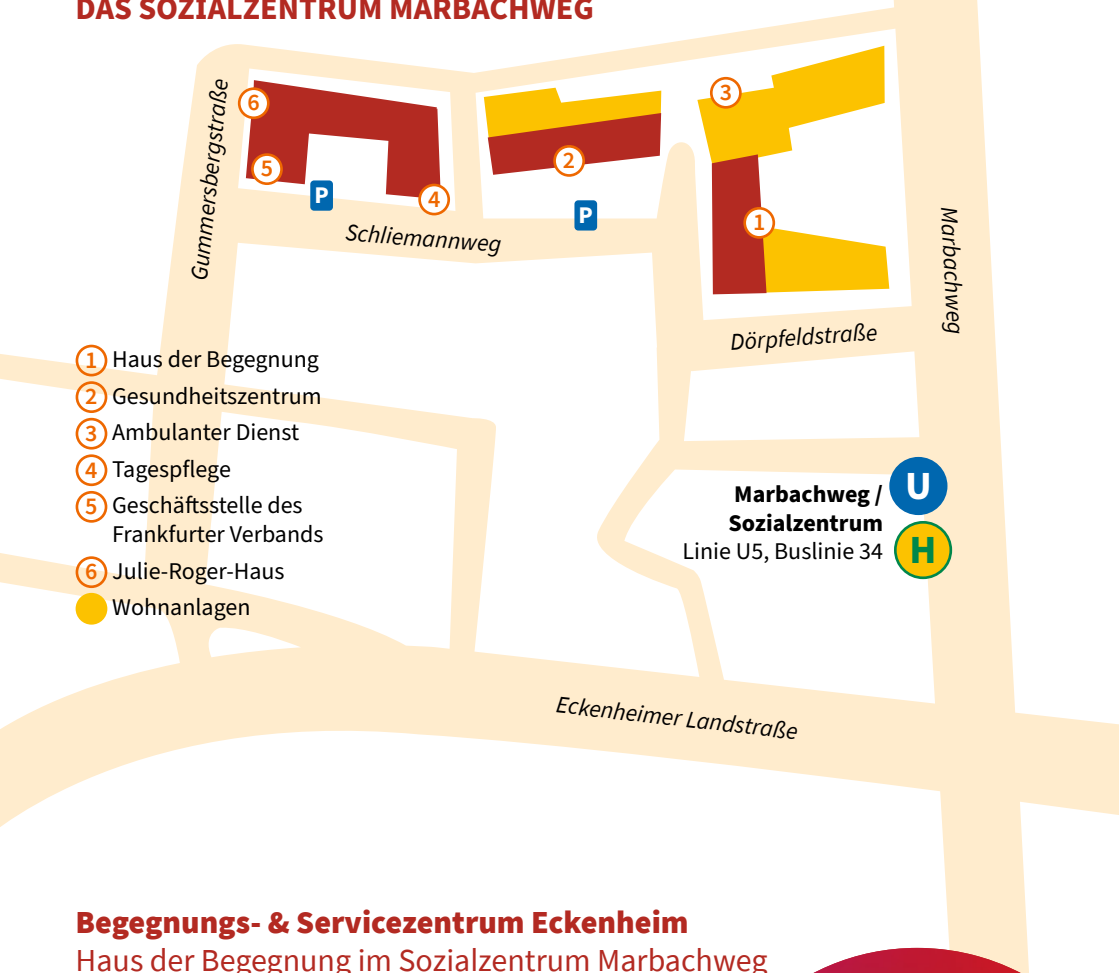 DAS SOZIALZENTRUM MARBACHWEG
6
3
5
2
P
4
P
1
Gummersbergstraße
Schliemannweg
Marbachweg
Dörpfeldstraße
1 Haus der Begegnung
2 Gesundheitszentrum
3 Ambulanter Dienst
4 Tagespflege
5 Geschäftsstelle des
Frankfurter Verbands
6 Julie-Roger-Haus
Wohnanlagen
Marbachweg /
Sozialzentrum
Linie U5, Buslinie 34
U
H
Eckenheimer Landstraße
Begegnungs- & Servicezentrum Eckenheim
Haus der Begegnung im Sozialzentrum Marbachweg